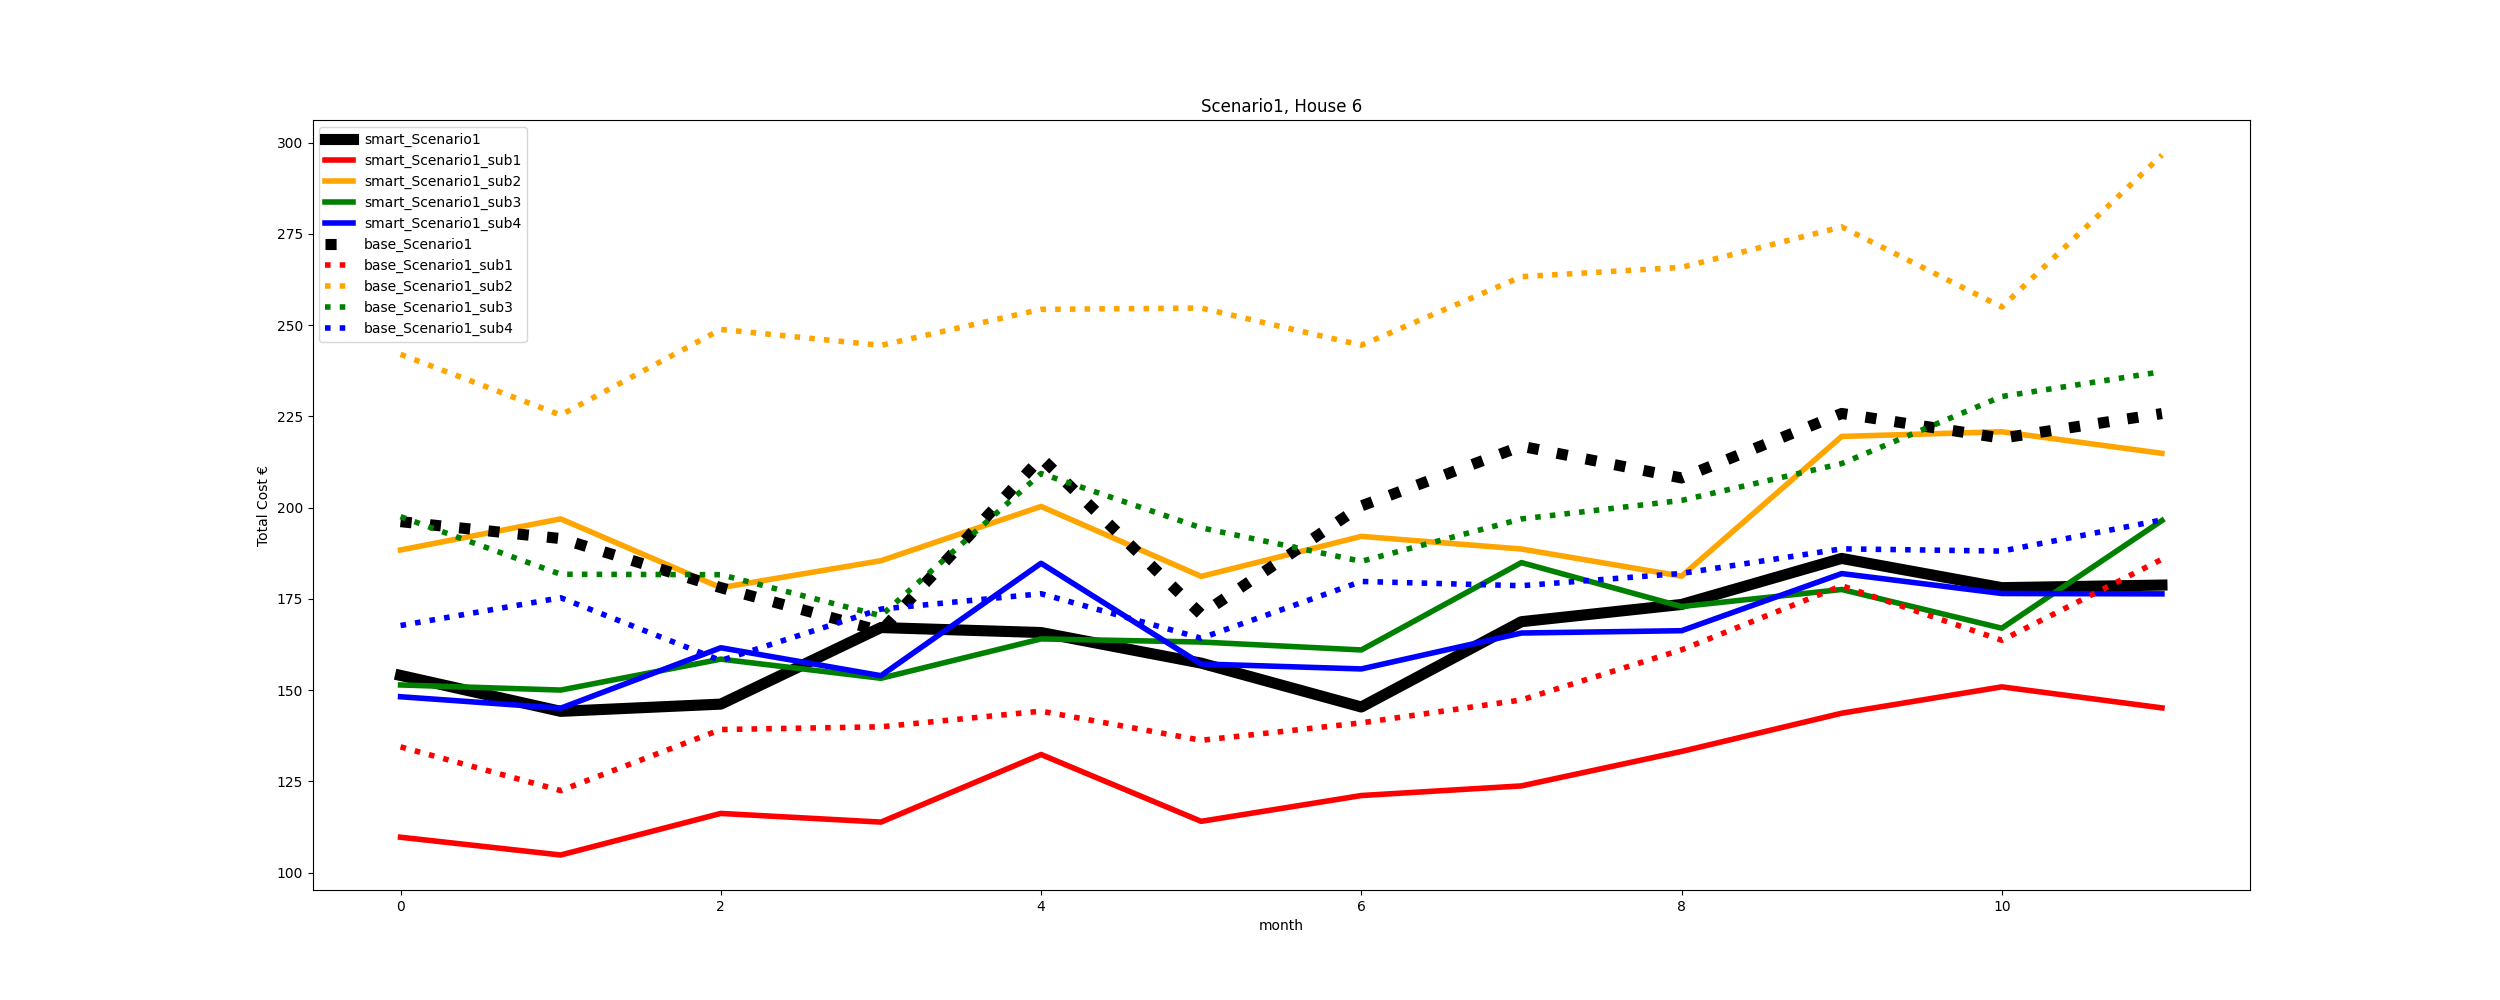 Scenario1, House 6
300
275
250
225
200
175
150
125
100
Total Cost €
smart_Scenario1
smart_Scenario1_sub1
smart_Scenario1_sub2
smart_Scenario1_sub3
smart_Scenario1_sub4
base_Scenario1
base_Scenario1_sub1
base_Scenario1_sub2
base_Scenario1_sub3
base_Scenario1_sub4
0 2 4 6 8 10
month